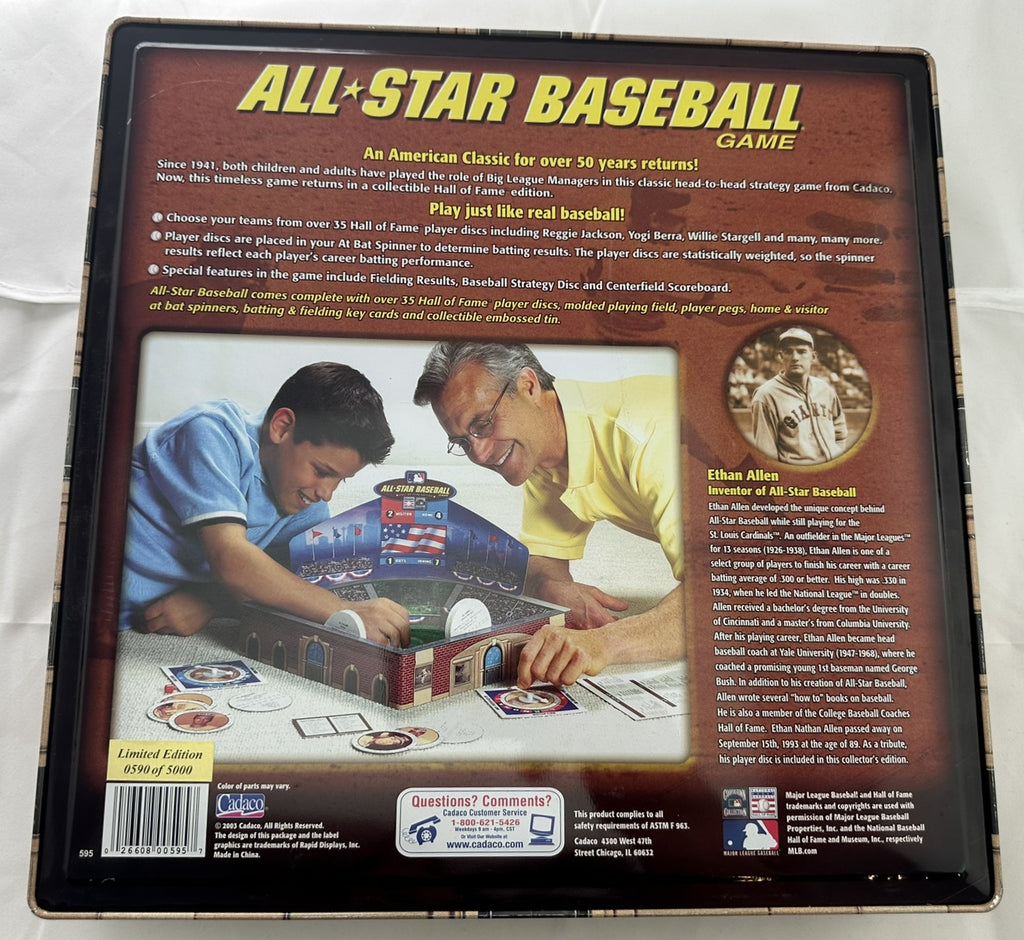 ALL★STAR BASEBALL
GAME
An American Classic for over 50 years returns!
Since 1941, both children and adults have played the role of Big League Managers in this classic head-to-head strategy game from Cadaco.
Now, this timeless game returns in a collectible Hall of Fame edition.
Play just like real baseball!
Choose your teams from over 35 Hall of Fame player discs including Reggie Jackson, Yogi Berra, Willie Stargell and many, many more.
Player discs are placed in your At Bat Spinner to determine batting results. The player discs are statistically weighted, so the spinner
results reflect each player's career batting performance.
Special features in the game include Fielding Results, Baseball Strategy Disc and Centerfield Scoreboard.
All-Star Baseball comes complete with over 35 Hall of Fame player discs, molded playing field, player pegs, home & visitor
at bat spinners, batting & fielding key cards and collectible embossed tin.
GIANTS
ALL★STAR BASEBALL
2 VISITOR HOME 4
1 OUTS INNING 7
Ethan Allen
Inventor of All-Star Baseball
Ethan Allen developed the unique concept behind
All-Star Baseball while still playing for the
St. Louis Cardinals™. An outfielder in the Major Leagues™
for 13 seasons (1926-1938), Ethan Allen is one of a
select group of players to finish his career with a career
batting average of .300 or better. His high was .330 in
1934, when he led the National League™ in doubles.
Allen received a bachelor's degree from the University
of Cincinnati and a master's from Columbia University.
After his playing career, Ethan Allen became head
baseball coach at Yale University (1947-1968), where he
coached a promising young 1st baseman named George
Bush. In addition to his creation of All-Star Baseball,
Allen wrote several "how to" books on baseball.
He is also a member of the College Baseball Coaches
Hall of Fame. Ethan Nathan Allen passed away on
September 15th, 1993 at the age of 89. As a tribute,
his player disc is included in this collector's edition.
Limited Edition
0590 of 5000
595
0 26608 00595 7
Color of parts may vary.
Cadaco
© 2003 Cadaco, All Rights Reserved.
The design of this package and the label
graphics are trademarks of Rapid Displays, Inc.
Made in China.
Questions? Comments?
Cadaco Customer Service
1-800-621-5426
Weekdays 9 am - 4pm, CST
Or Visit Our Website at
www.cadaco.com
This product complies to all
safety requirements of ASTM F 963.
Cadaco 4300 West 47th
Street Chicago, IL 60632
COOPERSTOWN
COLLECTION
MAJOR LEAGUE BASEBALL
Major League Baseball and Hall of Fame
trademarks and copyrights are used with
permission of Major League Baseball
Properties, Inc. and the National Baseball
Hall of Fame and Museum, Inc., respectively
MLB.com